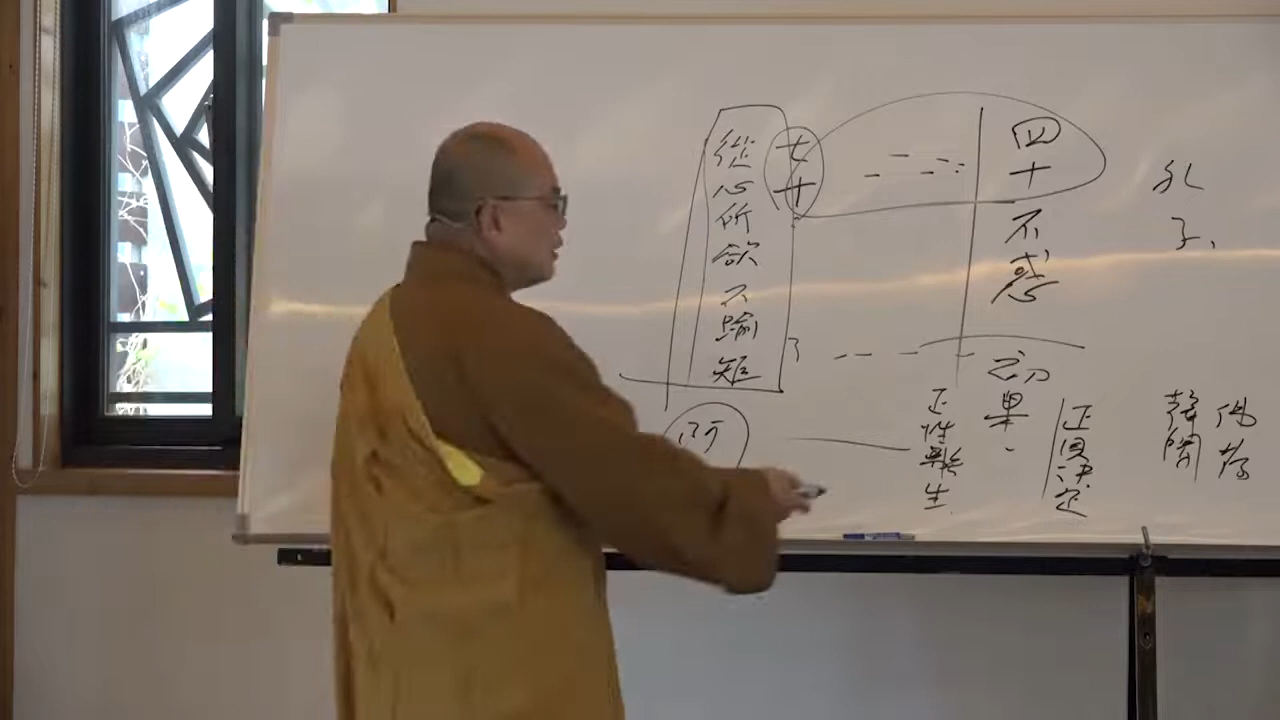 孔子、
四十不惑
七十
從心所欲不踰矩
佛教
聲聞
正見決定
初果、
正性離生
阿